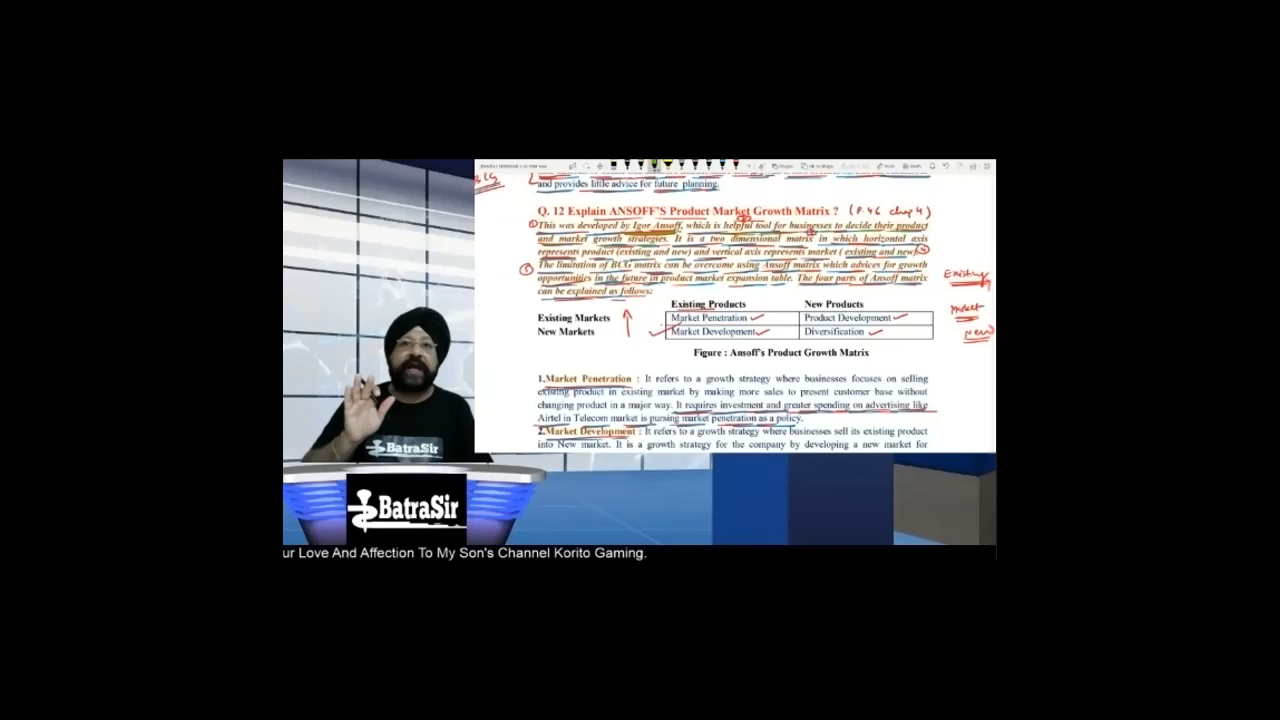 and provides little advice for future planning.
Q. 12 Explain ANSOFF'S Product Market Growth Matrix ? (P.46 chap 4)
This was developed by Igor Ansoff, which is helpful tool for businesses to decide their product
and market growth strategies. It is a two dimensional matrix in which horizontal axis
represents product (existing and new) and vertical axis represents market ( existing and new)
The limitation of BCG matrix can be overcome using Ansoff matrix which advices for growth
opportunities in the future in product market expansion table. The four parts of Ansoff matrix
can be explained as follows:
Existing
Market
New
Existing Products New Products
Existing Markets Market Penetration Product Development
New Markets Market Development Diversification
Figure : Ansoff's Product Growth Matrix
1.Market Penetration : It refers to a growth strategy where businesses focuses on selling
existing product in existing market by making more sales to present customer base without
changing product in a major way. It requires investment and greater spending on advertising like
Airtel in Telecom market is pursing market penetration as a policy.
2.Market Development : It refers to a growth strategy where businesses sell its existing product
into New market. It is a growth strategy for the company by developing a new market for
BatraSir
BatraSir
ur Love And Affection To My Son's Channel Korito Gaming.